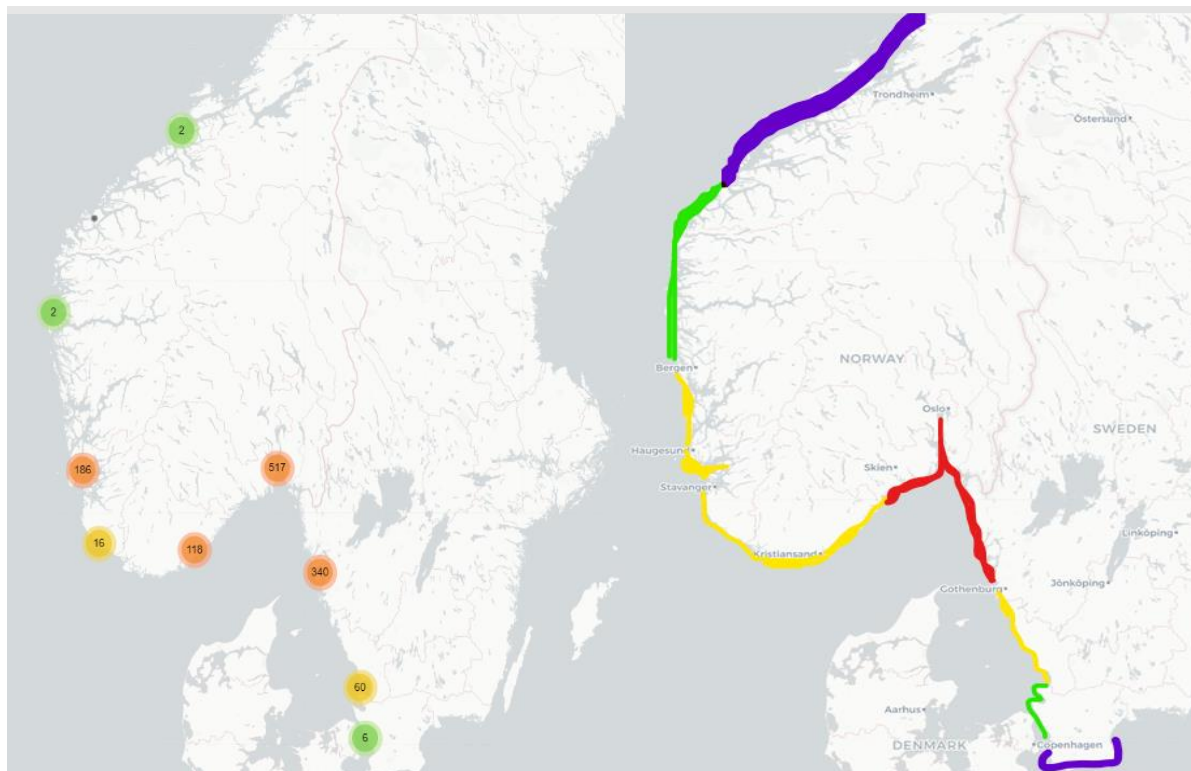 2
2
186
517
16
118
340
60
6
Trondheim
Östersund
Bergen
NORWAY
Oslo
SWEDEN
Haugesund
Skien
Stavanger
Linköping
Kristiansand
Jönköping
Gothenburg
Aarhus
DENMARK
Copenhagen